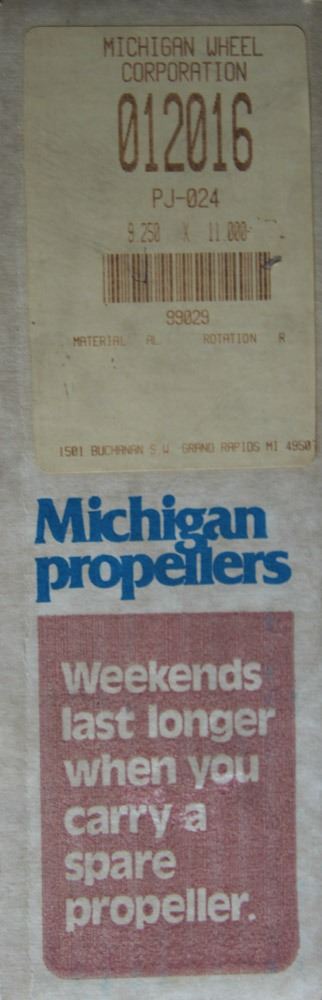 MICHIGAN WHEEL
CORPORATION
012016
PJ-024
9.250 X 11.000-
99029
MATERIAL AL ROTATION R
1501 BUCHANAN S W GRAND RAPIDS MI 4950
Michigan
propellers
Weekends
last longer
when you
carry a
spare
propeller.